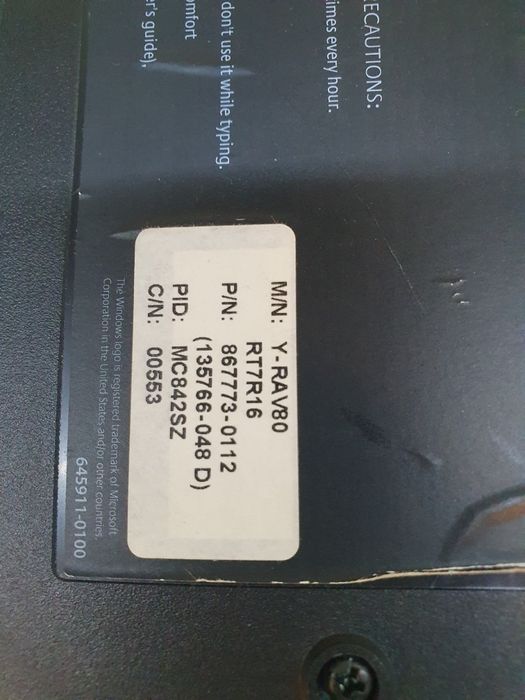 ECAUTIONS:
imes every hour.
don't use it while typing.
omfort
er's guide),
M/N: Y-RAV80
RT7R16
P/N: 867773-0112
(135766-048 D)
PID: MC842SZ
C/N: 00553
The Windows logo is registered trademark of Microsoft
Corporation in the United States and/or other countries.
645911-0100